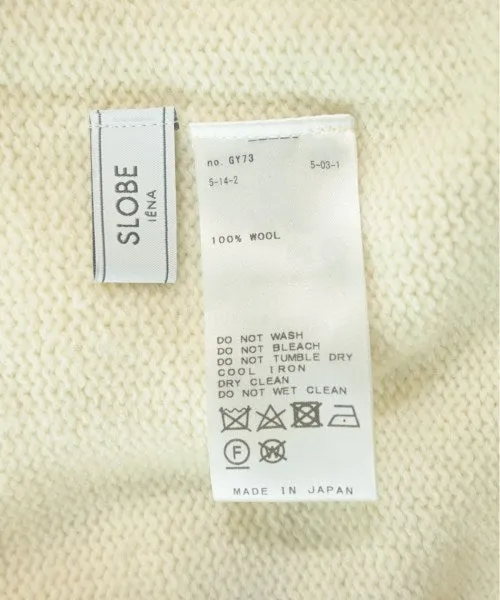 SLOBE
IÉNA
no. GY73
5-03-1
5-14-2
100% WOOL
DO NOT WASH
DO NOT BLEACH
DO NOT TUMBLE DRY
COOL IRON
DRY CLEAN
DO NOT WET CLEAN
F
W
MADE IN JAPAN